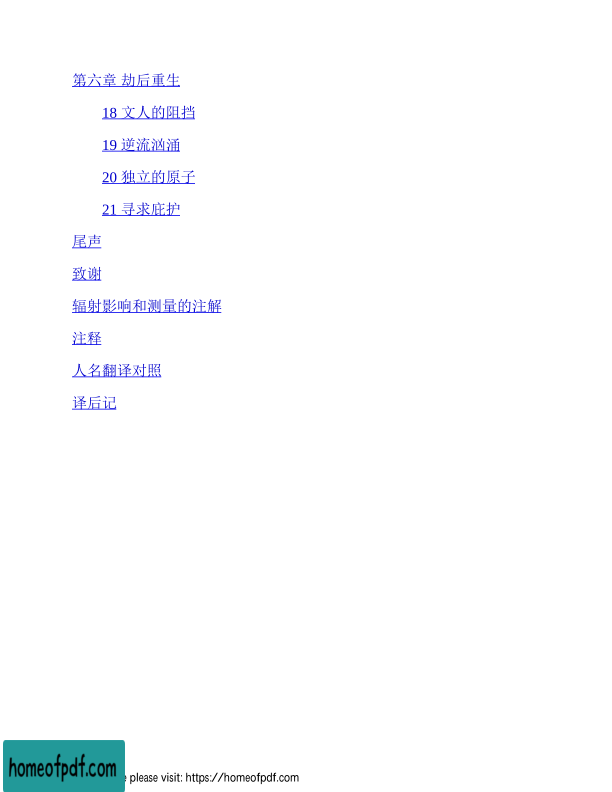 第六章 劫后重生
18 文人的阻挡
19 逆流汹涌
20 独立的原子
21 寻求庇护
尾声
致谢
辐射影响和测量的注解
注释
人名翻译对照
译后记
homeofpdf.com
e please visit: https://homeofpdf.com